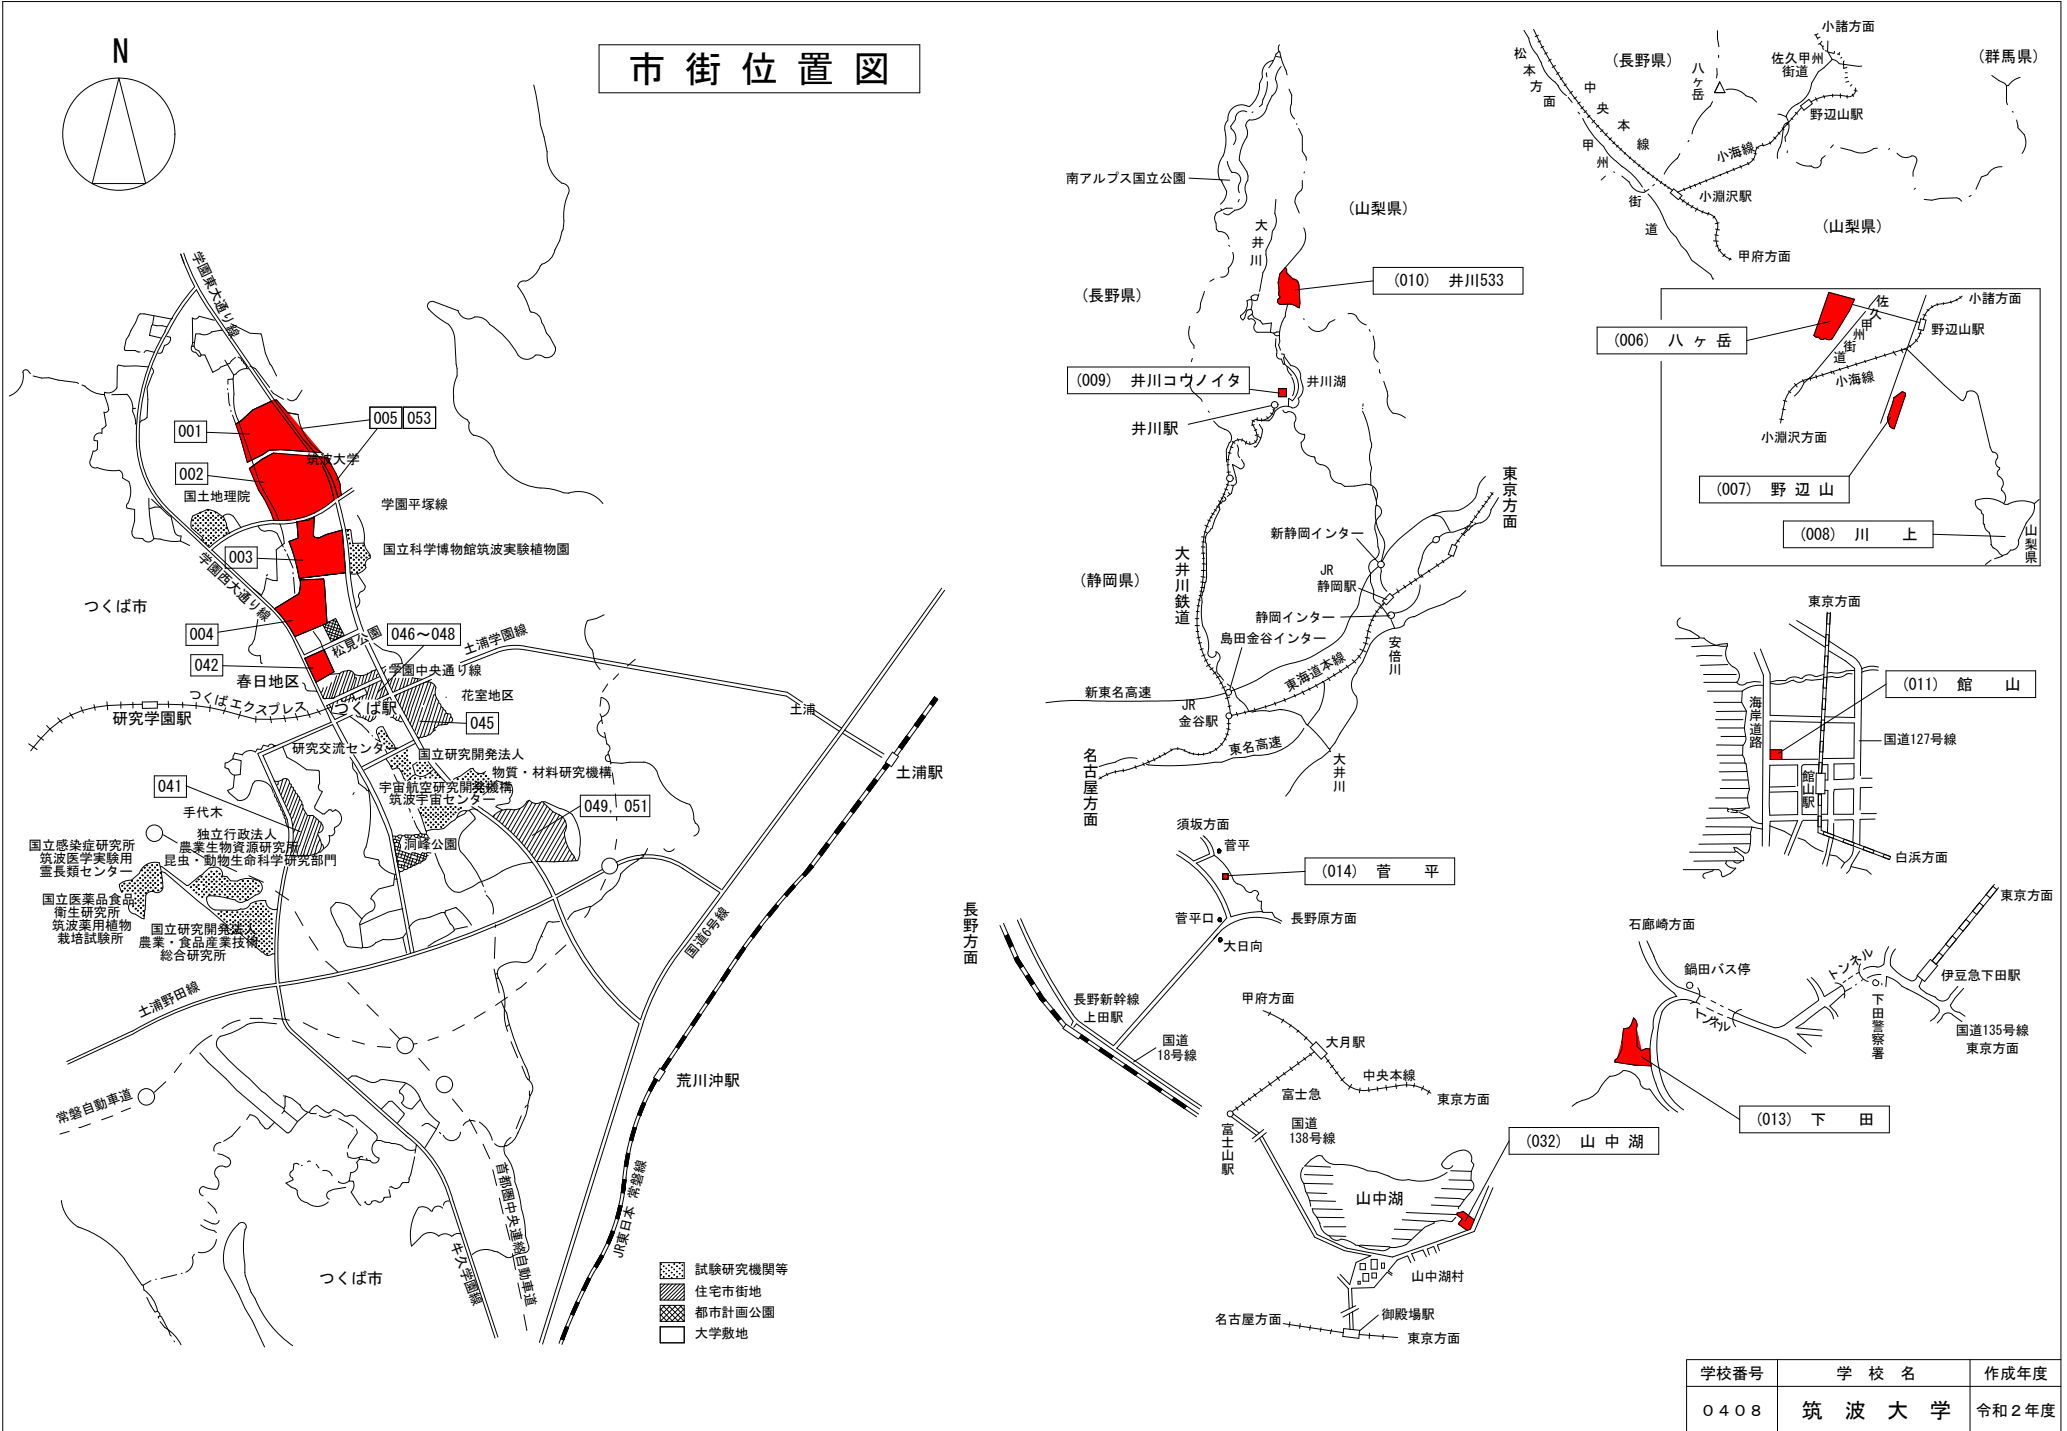 市街位置図
N
学園東大通り線
001
005
053
002
筑波大学
国土地理院
学園平塚線
003
国立科学博物館筑波実験植物園
学園西大通り線
つくば市
004
松見公園
046~048
土浦学園線
042
学園中央通り線
春日地区
花室地区
つくばエクスプレス
つくば駅
研究学園駅
045
土浦
研究交流センター
国立研究開発法人
物質・材料研究機構
土浦駅
宇宙航空研究開発機構
筑波宇宙センター
041
049, 051
手代木
洞峰公園
独立行政法人
農業生物資源研究所
昆虫・動物生命科学研究部門
国立感染症研究所
筑波医学実験用
霊長類センター
国立医薬品食品
衛生研究所
筑波薬用植物
栽培試験所
国立研究開発法人
農業・食品産業技術
総合研究所
国道6号線
土浦野田線
常磐自動車道
荒川沖駅
首都圏中央連絡自動車道
JR東日本 常磐線
牛久学園線
つくば市
試験研究機関等
住宅市街地
都市計画公園
大学敷地
南アルプス国立公園
(山梨県)
大井川
(長野県)
(010) 井川533
(009) 井川コウノイタ
井川湖
井川駅
東京方面
新静岡インター
大井川鉄道
JR
静岡駅
(静岡県)
静岡インター
島田金谷インター
安倍川
東海道本線
新東名高速
JR
金谷駅
東名高速
名古屋方面
大井川
松本方面
(長野県)
八ヶ岳
小諸方面
佐久甲州
街道
(群馬県)
中央本線
野辺山駅
甲州街道
小海線
小淵沢駅
(山梨県)
甲府方面
(006) 八ヶ岳
佐久甲州街道
小諸方面
野辺山駅
小海線
小淵沢方面
(007) 野辺山
(008) 川 上
山梨県
東京方面
海岸道路
(011) 館 山
国道127号線
館山駅
白浜方面
須坂方面
菅平
(014) 菅 平
菅平口
長野原方面
大日向
長野方面
長野新幹線
上田駅
国道
18号線
甲府方面
大月駅
中央本線
富士急
東京方面
国道
138号線
富士山駅
(032) 山中湖
山中湖
山中湖村
名古屋方面
御殿場駅
東京方面
東京方面
石廊崎方面
鍋田バス停
トンネル
トンネル
伊豆急下田駅
下田警察署
国道135号線
東京方面
(013) 下 田
学校番号 学校名 作成年度
0408 筑波大学 令和2年度